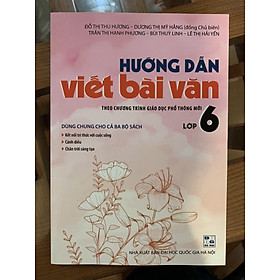 ĐỖ THỊ THU HƯƠNG - DƯƠNG THỊ MỸ HẰNG (đồng Chủ biên)
TRẦN THỊ HẠNH PHƯƠNG - BÙI THUỲ LINH - LÊ THỊ HẢI YẾN
HƯỚNG DẪN
viết bài văn
THEO CHƯƠNG TRÌNH GIÁO DỤC PHỔ THÔNG MỚI
LỚP 6
DÙNG CHUNG CHO CẢ BA BỘ SÁCH
Kết nối tri thức với cuộc sống
Cánh diều
Chân trời sáng tạo
NHÀ XUẤT BẢN ĐẠI HỌC QUỐC GIA HÀ NỘI